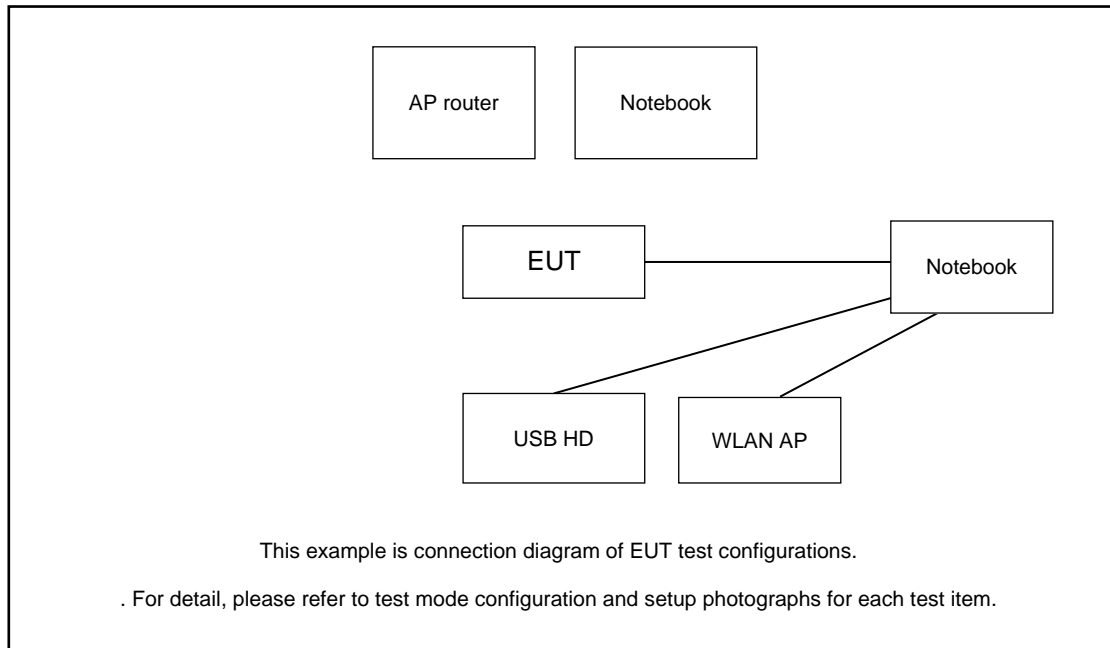 AP router
Notebook
EUT
Notebook
USB HD
WLAN AP
This example is connection diagram of EUT test configurations.
. For detail, please refer to test mode configuration and setup photographs for each test item.